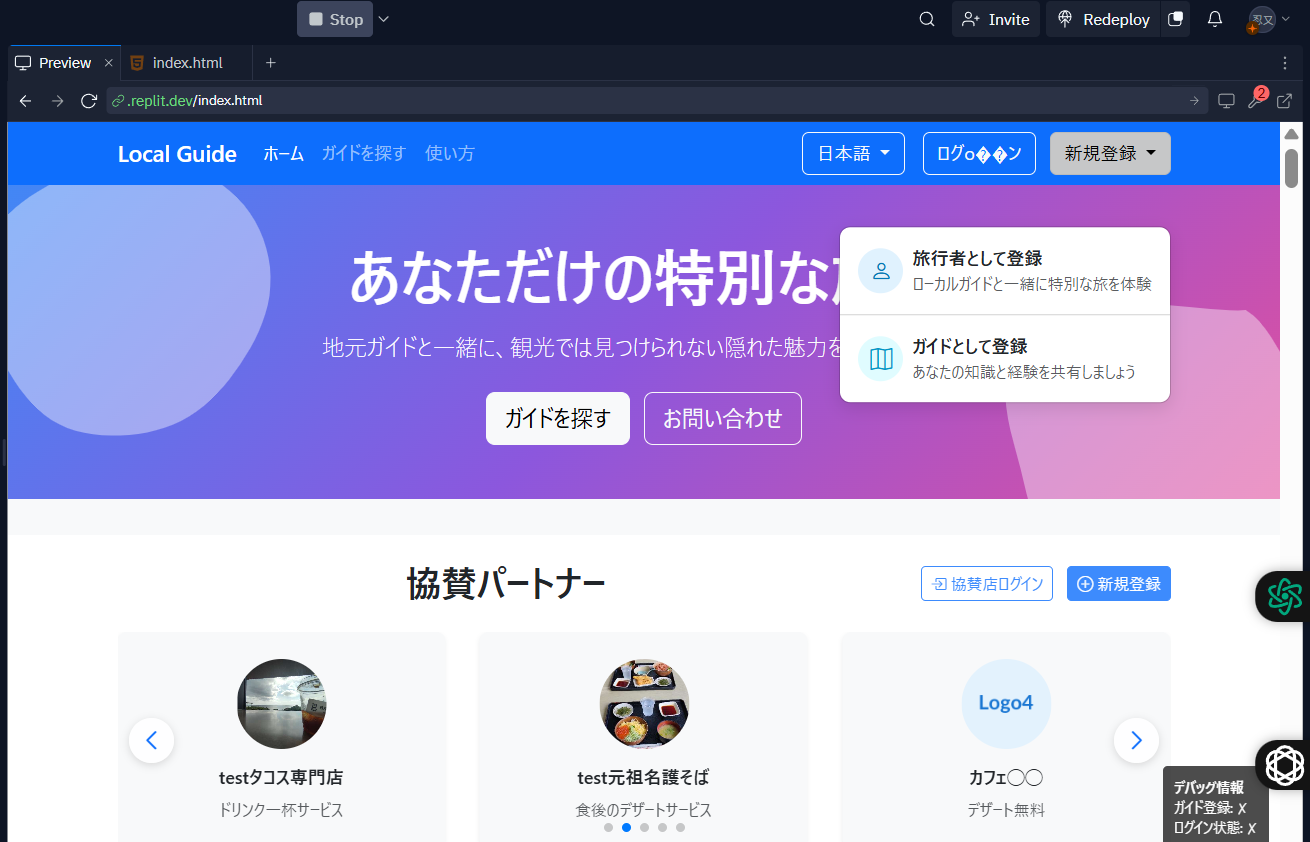 Stop
Invite
Redeploy
忍又
Preview
index.html
.replit.dev/index.html
2
Local Guide
ホーム
ガイドを探す
使い方
日本語
ログo��ン
新規登録
あなただけの特別な
旅行者として登録
ローカルガイドと一緒に特別な旅を体験
地元ガイドと一緒に、観光では見つけられない隠れた魅力を
ガイドとして登録
あなたの知識と経験を共有しましょう
ガイドを探す
お問い合わせ
協賛パートナー
協賛店ログイン
新規登録
Logo4
testタコス専門店
ドリンク一杯サービス
test元祖名護そば
食後のデザートサービス
カフェ◯◯
デザート無料
デバッグ情報
ガイド登録: ✗
ログイン状態: ✗